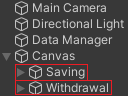 Main Camera
Directional Light
Data Manager
Canvas
Saving
Withdrawal